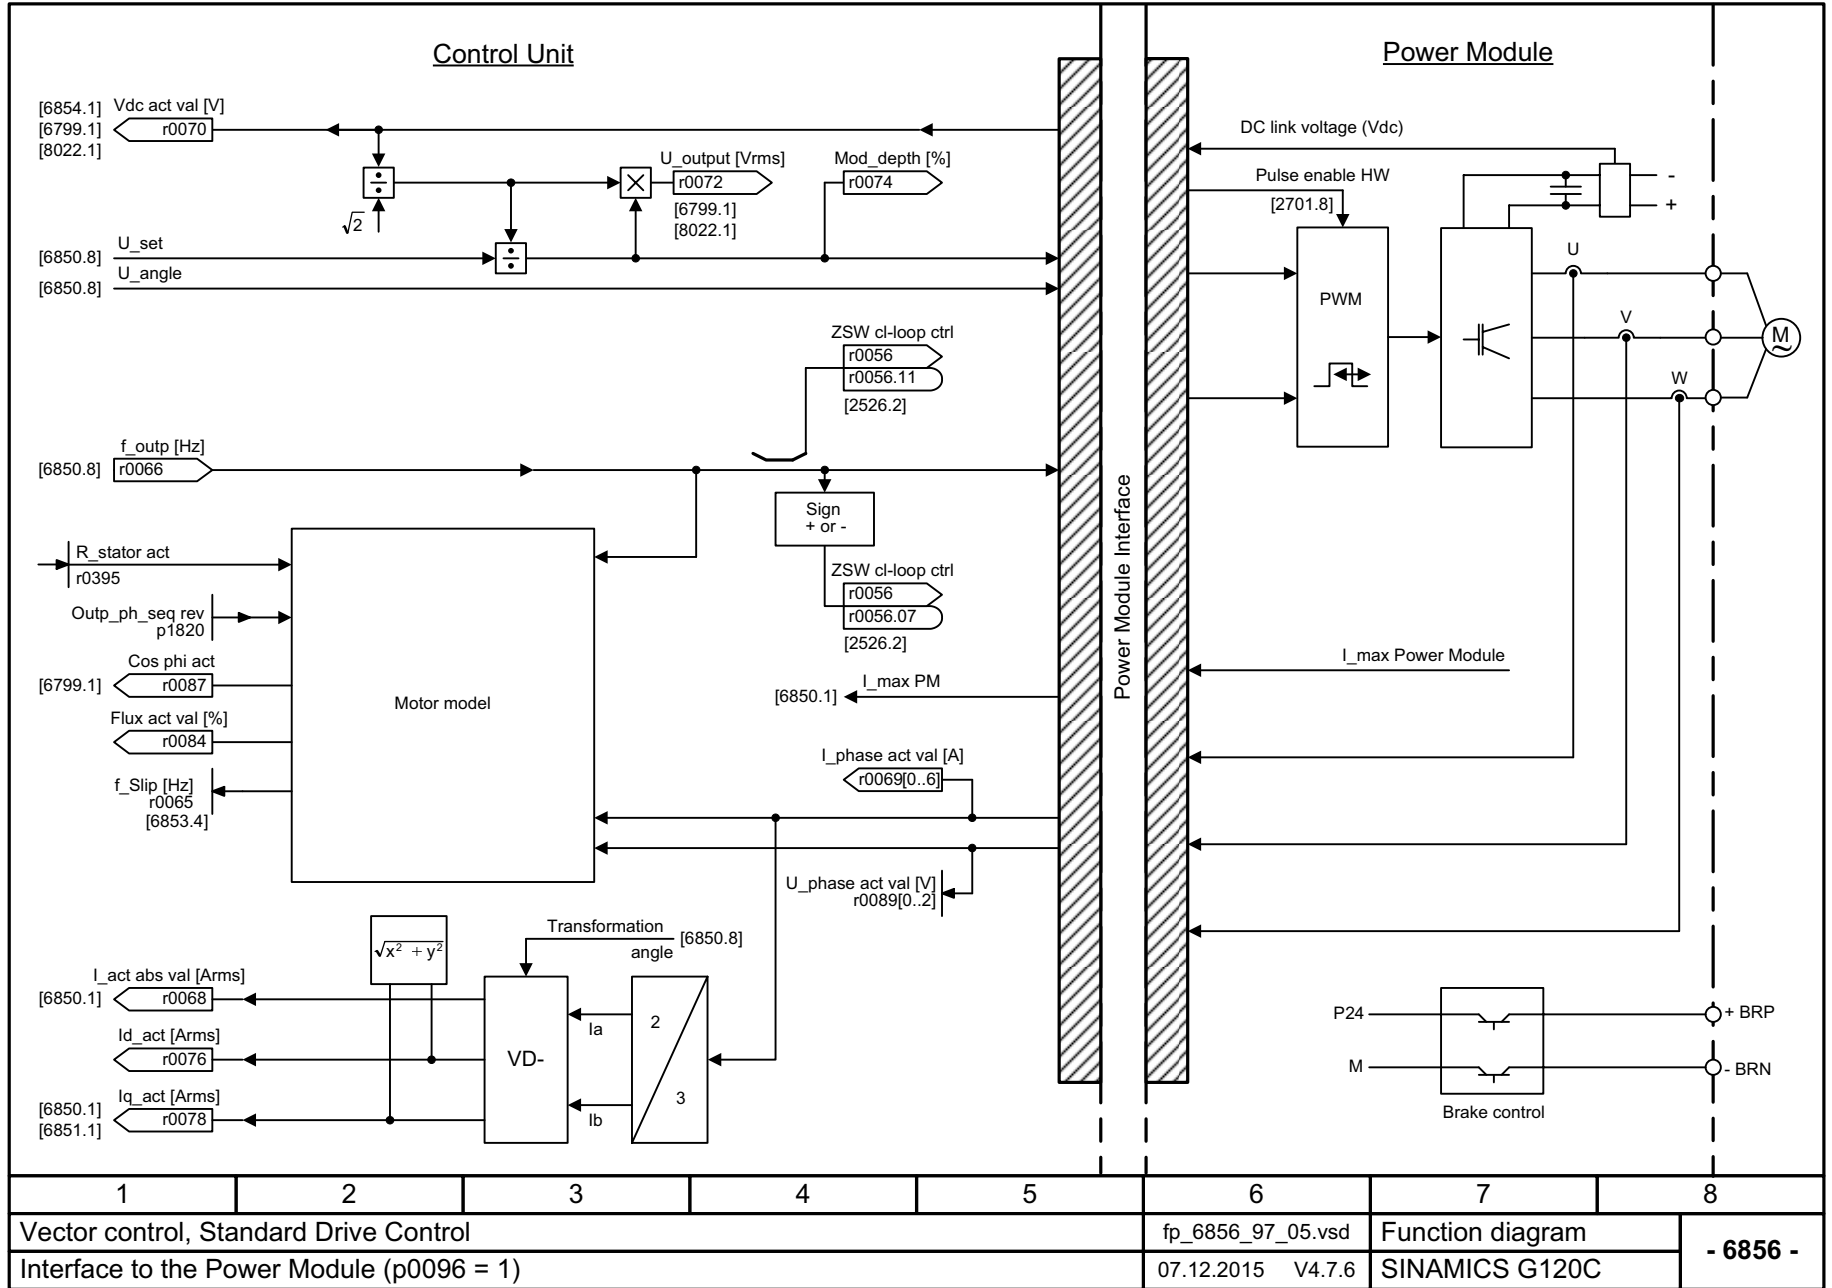 Control Unit
Power Module
[6854.1]
[6799.1]
[8022.1]
Vdc act val [V]
r0070
÷
√2
×
U_output [Vrms]
r0072
[6799.1]
[8022.1]
Mod_depth [%]
r0074
[6850.8]
U_set
÷
[6850.8]
U_angle
DC link voltage (Vdc)
Pulse enable HW
[2701.8]
-
+
PWM
U
V
W
M
~
ZSW cl-loop ctrl
r0056
r0056.11
[2526.2]
f_outp [Hz]
[6850.8]
r0066
Sign
+ or -
ZSW cl-loop ctrl
r0056
r0056.07
[2526.2]
R_stator act
r0395
Outp_ph_seq rev
p1820
Cos phi act
[6799.1]
r0087
Flux act val [%]
r0084
f_Slip [Hz]
r0065
[6853.4]
Motor model
[6850.1]
I_max PM
I_phase act val [A]
r0069[0..6]
U_phase act val [V]
r0089[0..2]
Power Module Interface
I_max Power Module
√x² + y²
Transformation
angle
[6850.8]
I_act abs val [Arms]
[6850.1]
r0068
Id_act [Arms]
r0076
Iq_act [Arms]
[6850.1]
[6851.1]
r0078
VD-
Ia
Ib
2
3
P24
M
+ BRP
- BRN
Brake control
1 2 3 4 5 6 7 8
Vector control, Standard Drive Control
Interface to the Power Module (p0096 = 1)
fp_6856_97_05.vsd
07.12.2015 V4.7.6
Function diagram
SINAMICS G120C
- 6856 -